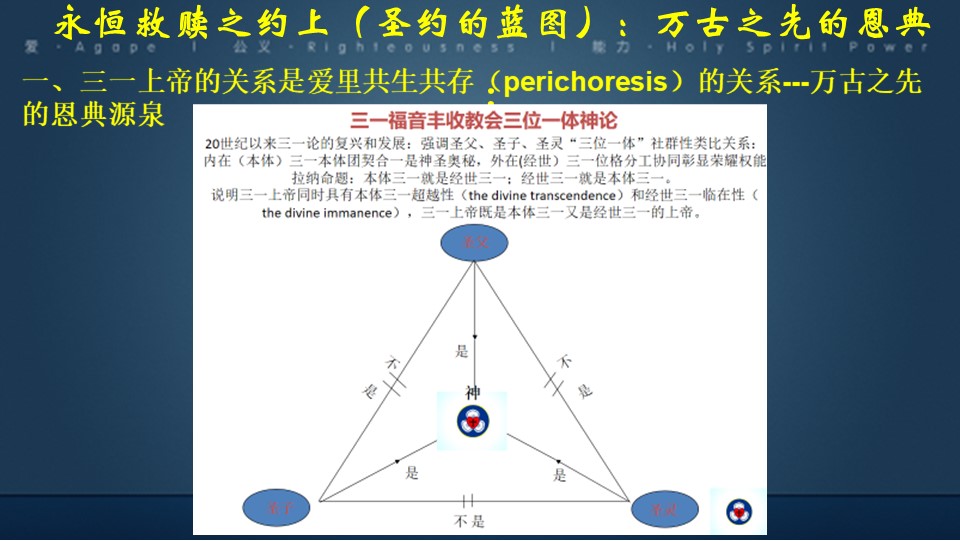 永恒救赎之约上（圣约的蓝图）：万古之先的恩典
爱 · Agape | 公义 · Righteousness | 能力 · Holy Spirit Power
一、三一上帝的关系是爱里共生共存（perichoresis）的关系---万古之先
的恩典源泉
三一福音丰收教会三位一体神论
20世纪以来三一论的复兴和发展：强调圣父、圣子、圣灵“三位一体”社群性类比关系：
内在（本体）三一本体团契合一是神圣奥秘，外在(经世）三一位格分工协同彰显荣耀权能
拉纳命题：本体三一就是经世三一；经世三一就是本体三一。
说明三一上帝同时具有本体三一超越性（the divine transcendence）和经世三一临在性（
the divine immanence），三一上帝既是本体三一又是经世三一的上帝。
圣父
是
不
是
不
是
神
是
是
圣子
不是
圣灵